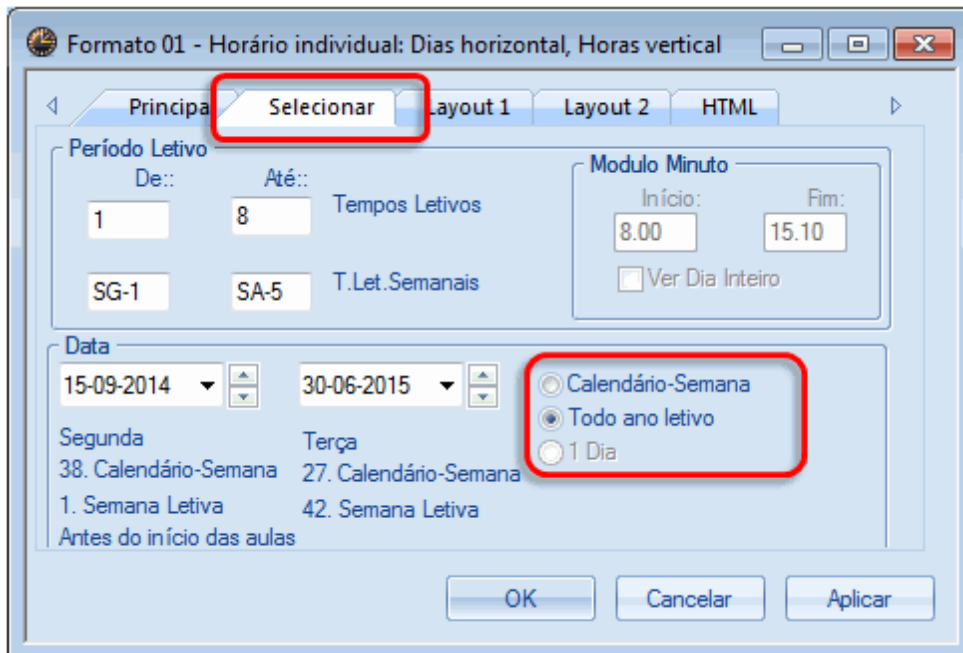 Formato 01 - Horário individual: Dias horizontal, Horas vertical
Principa Selecionar Layout 1 Layout 2 HTML
Período Letivo
De:: Até::
1 8 Tempos Letivos
SG-1 SA-5 T.Let.Semanais
Modulo Minuto
Início: Fim:
8.00 15.10
Ver Dia Inteiro
Data
15-09-2014 30-06-2015
Segunda Terça
38. Calendário-Semana 27. Calendário-Semana
1. Semana Letiva 42. Semana Letiva
Antes do início das aulas
Calendário-Semana
Todo ano letivo
1 Dia
OK Cancelar Aplicar